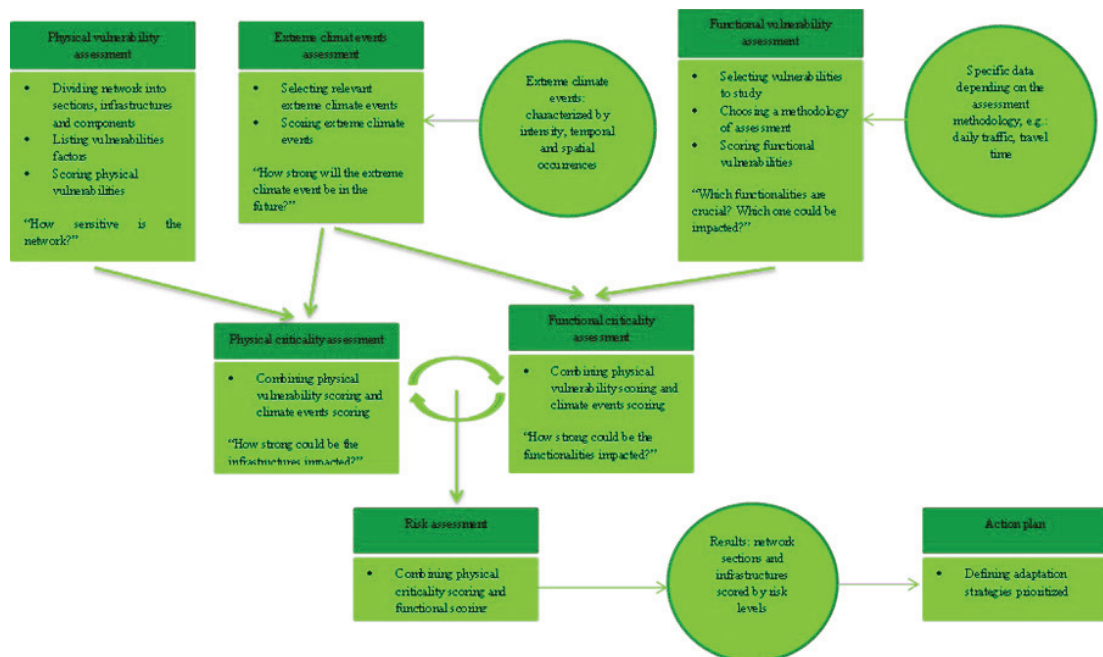 Physical vulnerability
assessment
• Dividing network into
sections, infrastructures
and components
• Listing vulnerabilities
factors
• Scoring physical
vulnerabilities
“How sensitive is the
network?”
Extreme climat events
assessment
• Selecting relevant
extreme climate events
• Scoring extreme climate
events
“How strong will the extreme
climate event be in the
future?”
Extreme climate
events:
characterized by
intensity, temporal
and spatial
occurrences
Functional vulnerability
assessment
• Selecting vulnerabilities
to study
• Choosing a methodology
of assessment
• Scoring functional
vulnerabilities
“Which functionalities are
crucial? Which one could be
impacted?”
Specific data
depending on the
assessment
methodology, e.g.:
daily traffic, travel
time
Physical criticality assessment
• Combining physical
vulnerability scoring and
climate events scoring
“How strong could be the
infrastructures impacted?”
Functional criticality
assessment
• Combining physical
vulnerability scoring and
climate events scoring
“How strong could be the
functionalities impacted?”
Risk assessment
• Combining physical
criticality scoring and
functional scoring
Results: network
sections and
infrastructures
scored by risk
levels
Action plan
• Defining adaptation
strategies prioritized